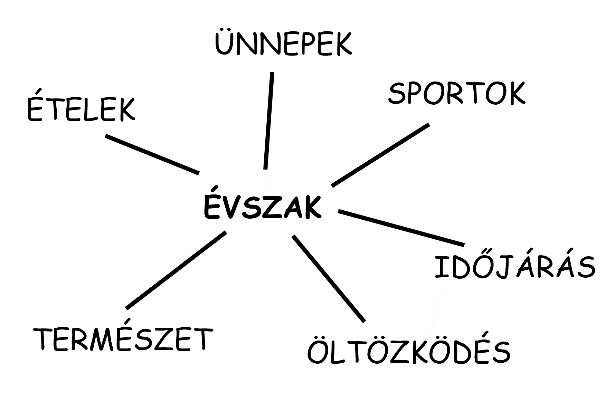 ÜNNEPEK
SPORTOK
ÉTELEK
ÉVSZAK
IDŐJÁRÁS
TERMÉSZET
ÖLTÖZKÖDÉS